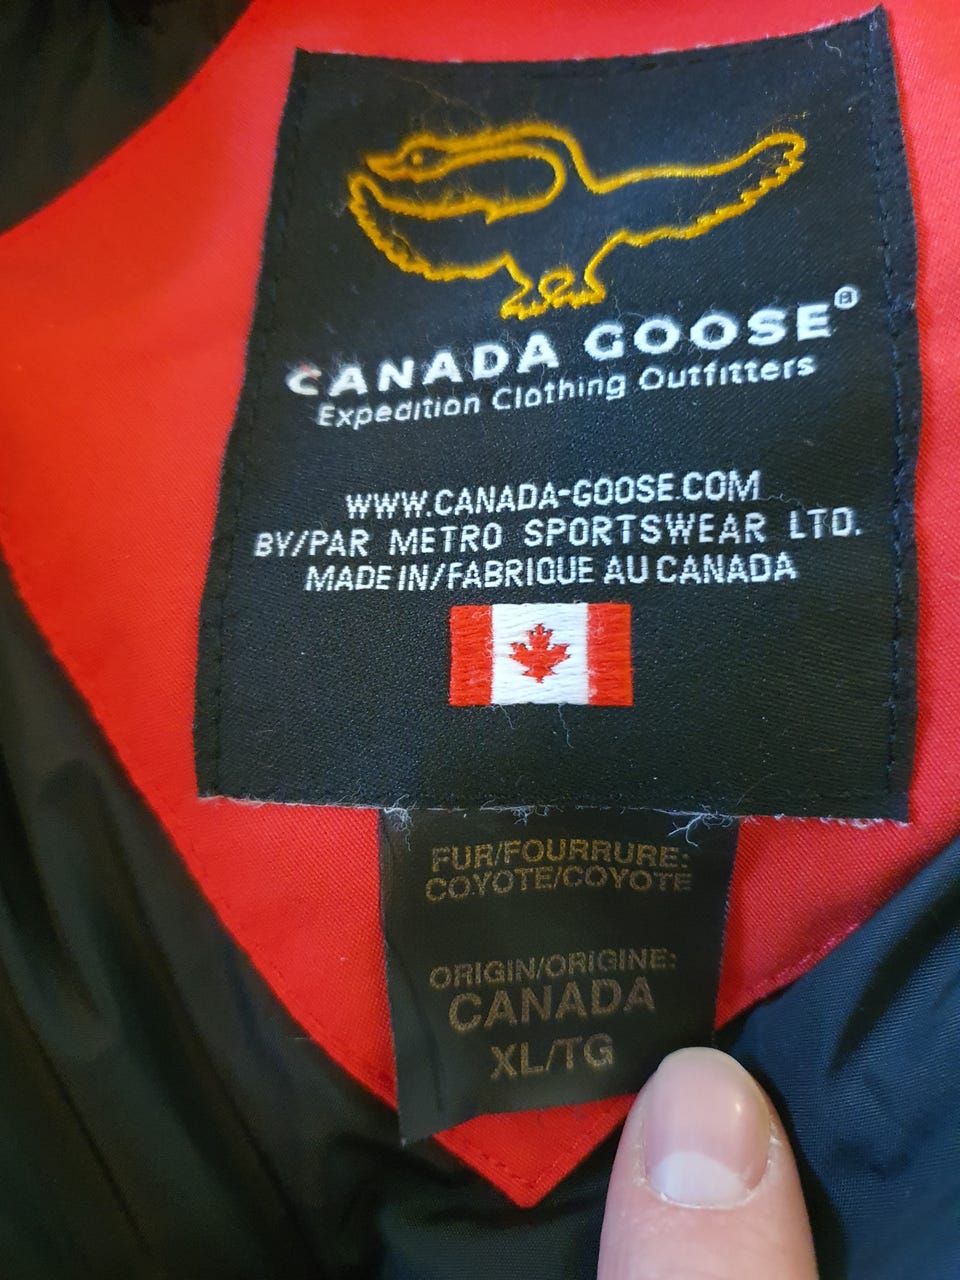 CANADA GOOSE®
Expedition Clothing Outfitters
WWW.CANADA-GOOSE.COM
BY/PAR METRO SPORTSWEAR LTD.
MADE IN/FABRIQUE AU CANADA
FUR/FOURRURE:
COYOTE/COYOTE
ORIGIN/ORIGINE:
CANADA
XL/TG